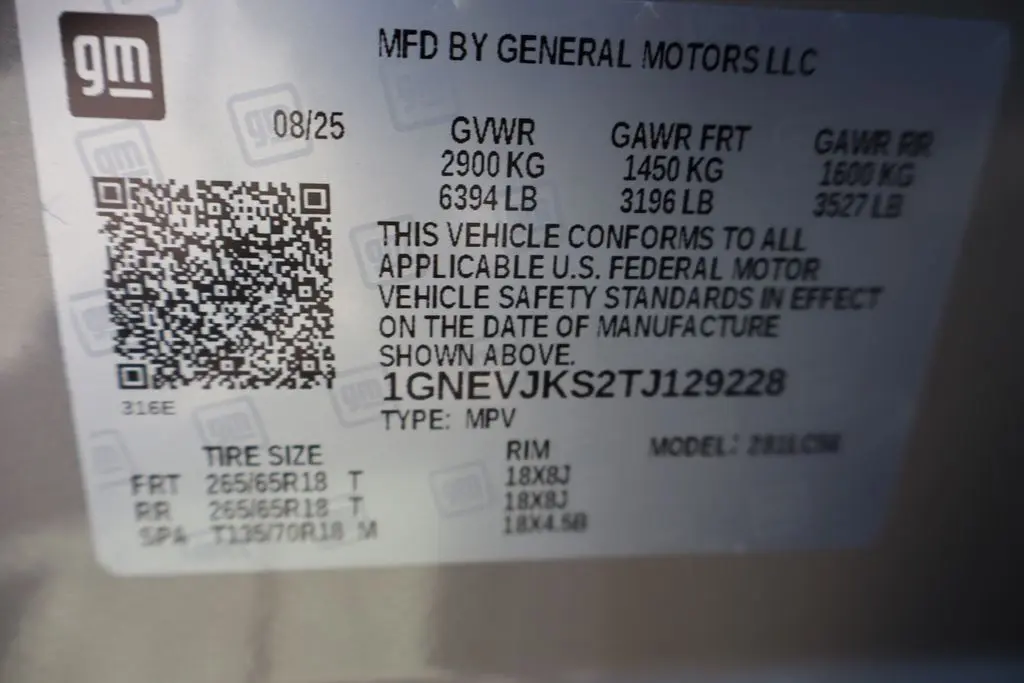 gm
MFD BY GENERAL MOTORS LLC
08/25
GVWR GAWR FRT GAWR RR
2900 KG 1450 KG 1600 KG
6394 LB 3196 LB 3527 LB
THIS VEHICLE CONFORMS TO ALL
APPLICABLE U.S. FEDERAL MOTOR
VEHICLE SAFETY STANDARDS IN EFFECT
ON THE DATE OF MANUFACTURE
SHOWN ABOVE.
1GNEVJKS2TJ129228
316E
TYPE: MPV
TIRE SIZE RIM MODEL:
FRT 265/65R18 T 18X8J
RR 265/65R18 T 18X8J
SPA T135/70R18 M 18X4.5B